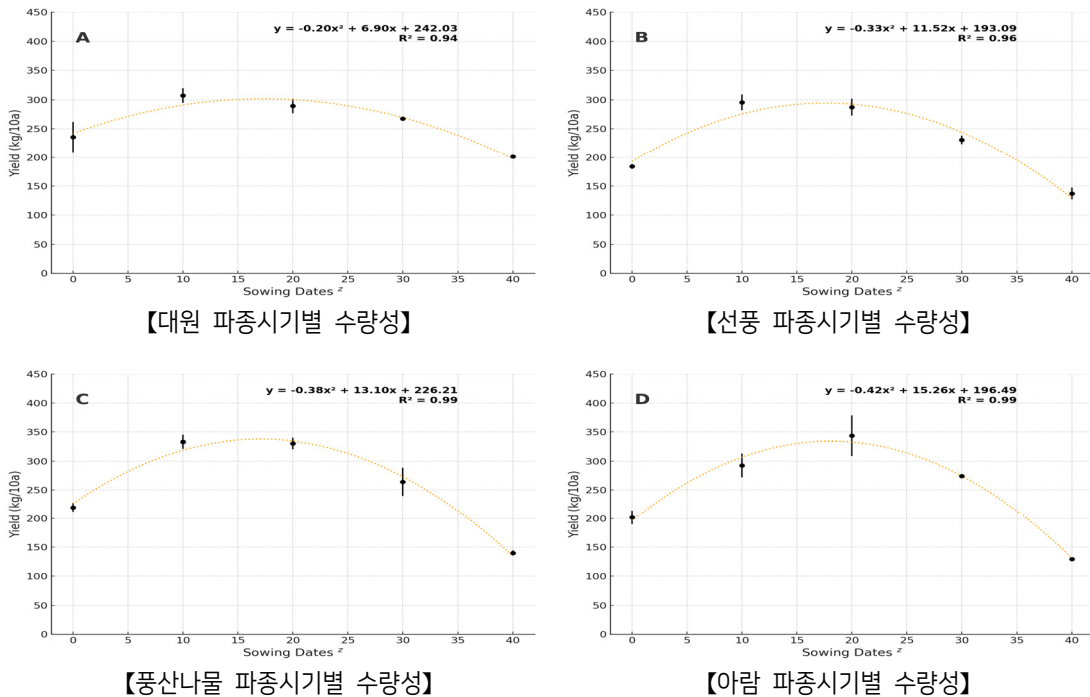 A
y = -0.20x² + 6.90x + 242.03
R² = 0.94
Yield (kg/10a)
450
400
350
300
250
200
150
100
50
0
0 5 10 15 20 25 30 35 40
Sowing Dates ᶻ
【대원 파종시기별 수량성】
B
y = -0.33x² + 11.52x + 193.09
R² = 0.96
Yield (kg/10a)
450
400
350
300
250
200
150
100
50
0
0 5 10 15 20 25 30 35 40
Sowing Dates ᶻ
【선풍 파종시기별 수량성】
C
y = -0.38x² + 13.10x + 226.21
R² = 0.99
Yield (kg/10a)
450
400
350
300
250
200
150
100
50
0
0 5 10 15 20 25 30 35 40
Sowing Dates ᶻ
【풍산나물 파종시기별 수량성】
D
y = -0.42x² + 15.26x + 196.49
R² = 0.99
Yield (kg/10a)
450
400
350
300
250
200
150
100
50
0
0 5 10 15 20 25 30 35 40
Sowing Dates ᶻ
【아람 파종시기별 수량성】